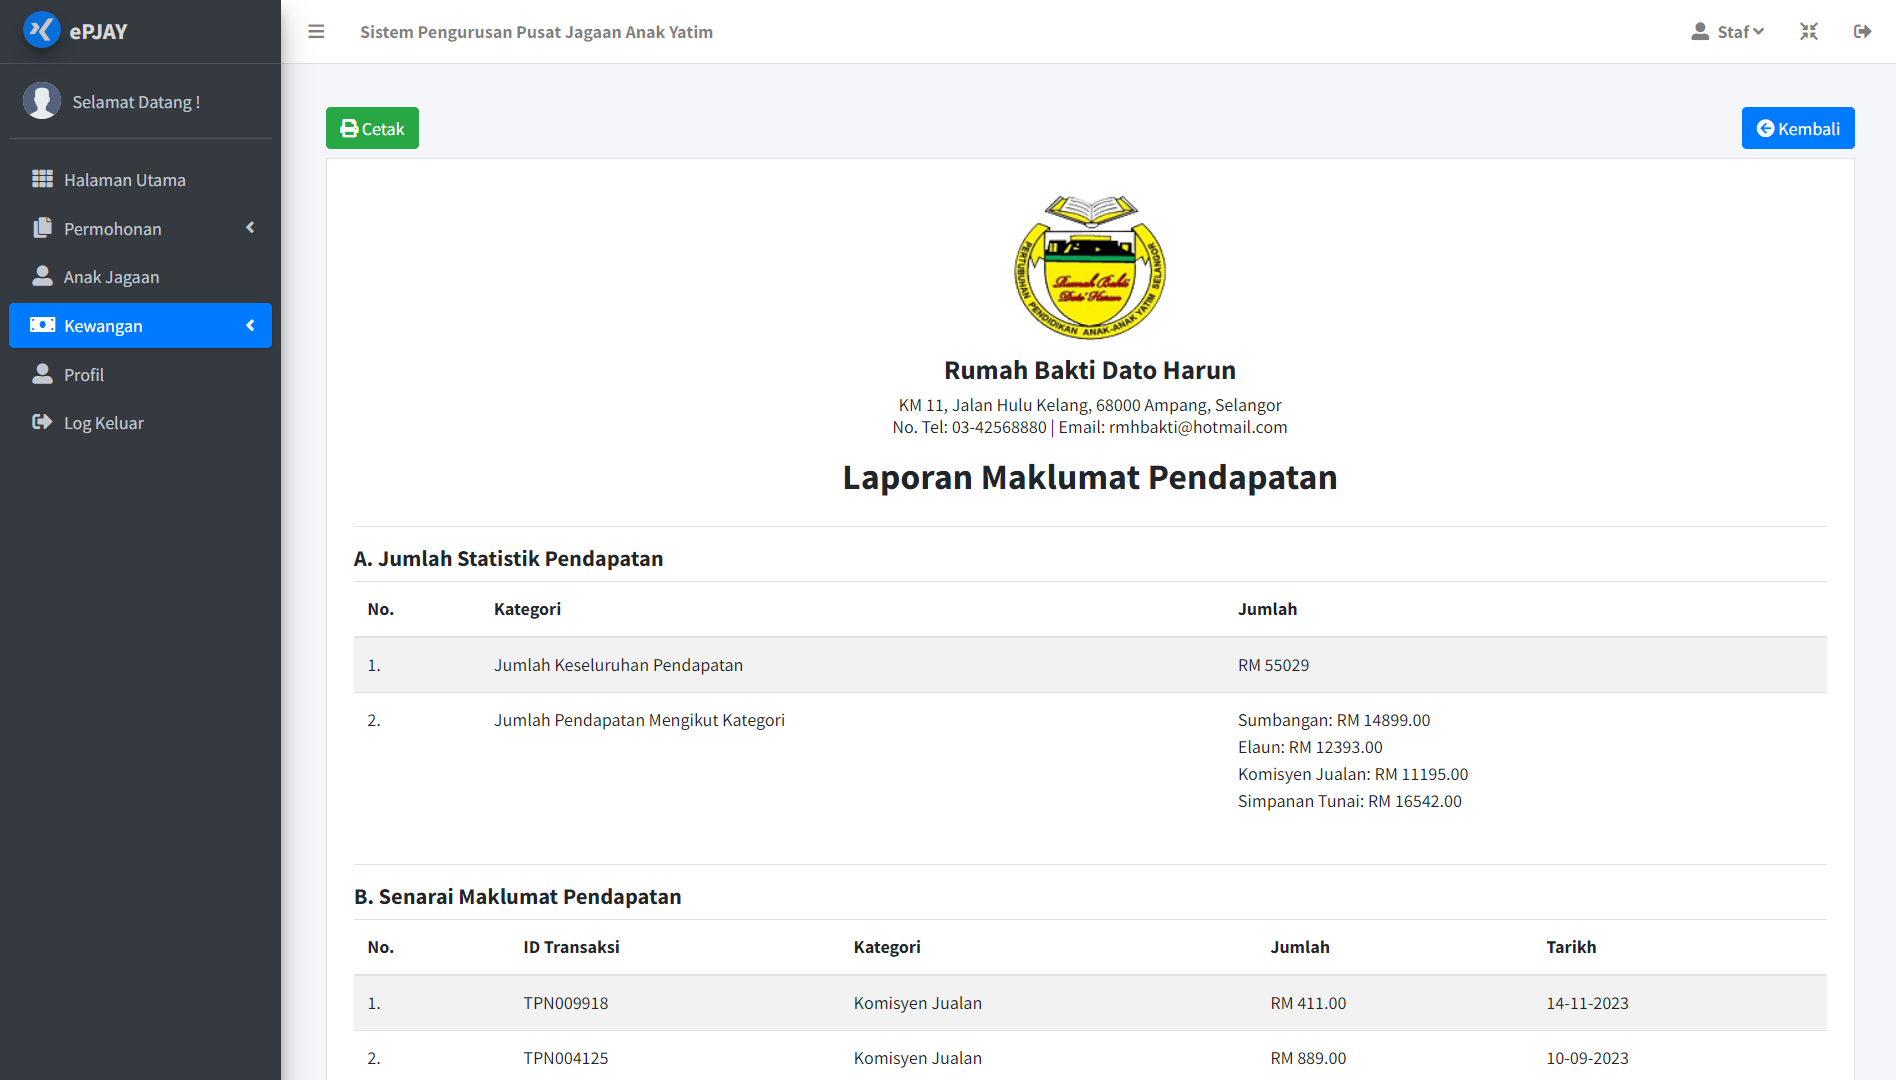 ePJAY
Sistem Pengurusan Pusat Jagaan Anak Yatim
Staf
Selamat Datang !
Halaman Utama
Permohonan
Anak Jagaan
Kewangan
Profil
Log Keluar
Cetak
Kembali
Rumah Bakti
Dato' Harun
PERTUBUHAN PENDIDIKAN ANAK-ANAK YATIM SELANGOR
Rumah Bakti Dato Harun
KM 11, Jalan Hulu Kelang, 68000 Ampang, Selangor
No. Tel: 03-42568880 | Email: rmhbakti@hotmail.com
Laporan Maklumat Pendapatan
A. Jumlah Statistik Pendapatan
No. Kategori Jumlah
1. Jumlah Keseluruhan Pendapatan RM 55029
2. Jumlah Pendapatan Mengikut Kategori Sumbangan: RM 14899.00
Elaun: RM 12393.00
Komisyen Jualan: RM 11195.00
Simpanan Tunai: RM 16542.00
B. Senarai Maklumat Pendapatan
No. ID Transaksi Kategori Jumlah Tarikh
1. TPN009918 Komisyen Jualan RM 411.00 14-11-2023
2. TPN004125 Komisyen Jualan RM 889.00 10-09-2023